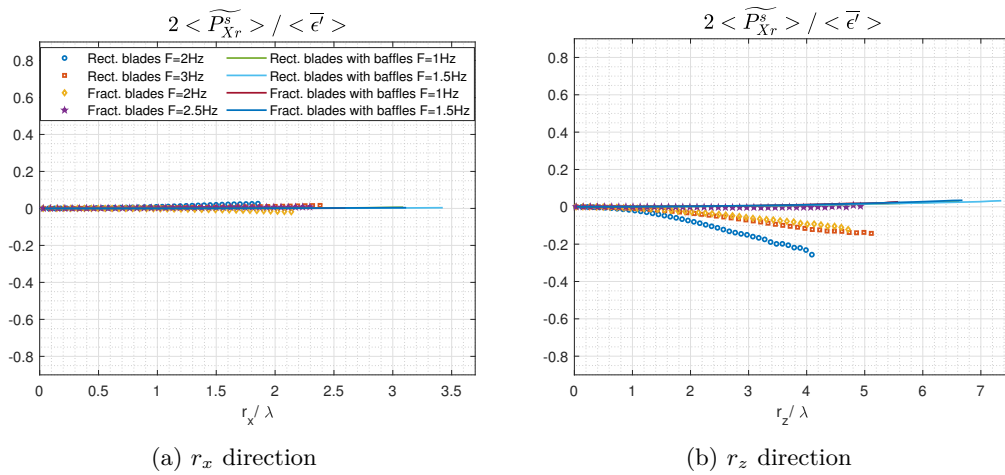 2 < \widetilde{P^s_{Xr}} > / < \overline{ϵ'} >
0.8
0.6
0.4
0.2
0
-0.2
-0.4
-0.6
-0.8
Rect. blades F=2Hz
Rect. blades F=3Hz
Fract. blades F=2Hz
Fract. blades F=2.5Hz
Rect. blades with baffles F=1Hz
Rect. blades with baffles F=1.5Hz
Fract. blades with baffles F=1Hz
Fract. blades with baffles F=1.5Hz
0 0.5 1 1.5 2 2.5 3 3.5
r_x/ λ
(a) r_x direction
2 < \widetilde{P^s_{Xr}} > / < \overline{ϵ'} >
0.8
0.6
0.4
0.2
0
-0.2
-0.4
-0.6
-0.8
0 1 2 3 4 5 6 7
r_z/ λ
(b) r_z direction